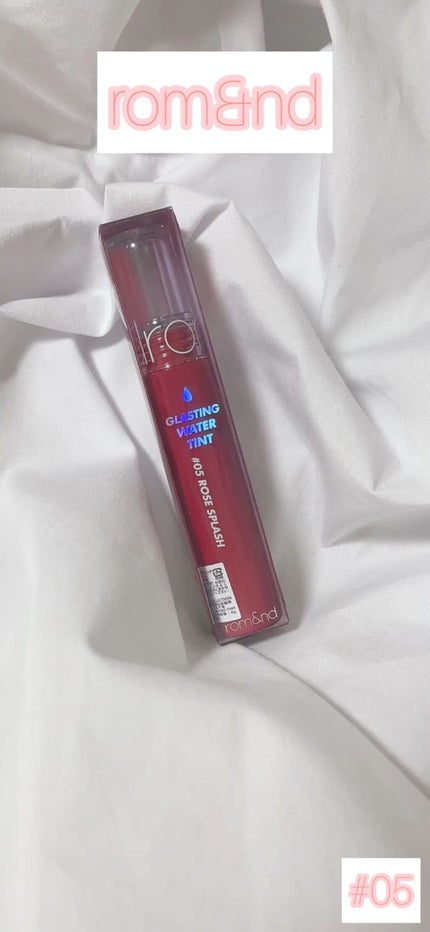 rom&nd
GLASTING
WATER
TINT
#05 ROSE SPLASH
rom&nd
#05